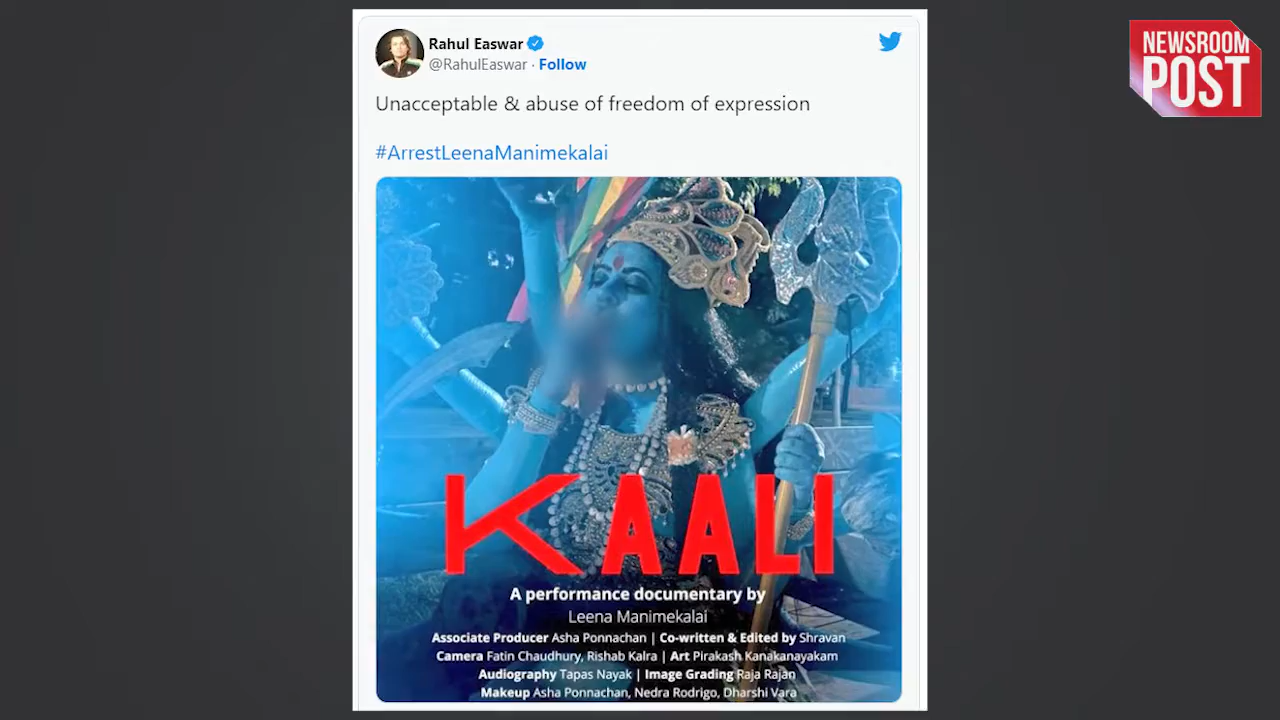 Rahul Easwar
@RahulEaswar · Follow
NEWSROOM
POST
Unacceptable & abuse of freedom of expression
#ArrestLeenaManimekalai
KAALI
A performance documentary by
Leena Manimekalai
Associate Producer Asha Ponnachan | Co-written & Edited by Shravan
Camera Fatin Chaudhury, Rishab Kalra | Art Pirakash Kanakanayakam
Audiography Tapas Nayak | Image Grading Raja Rajan
Makeup Asha Ponnachan, Nedra Rodrigo, Dharshi Vara